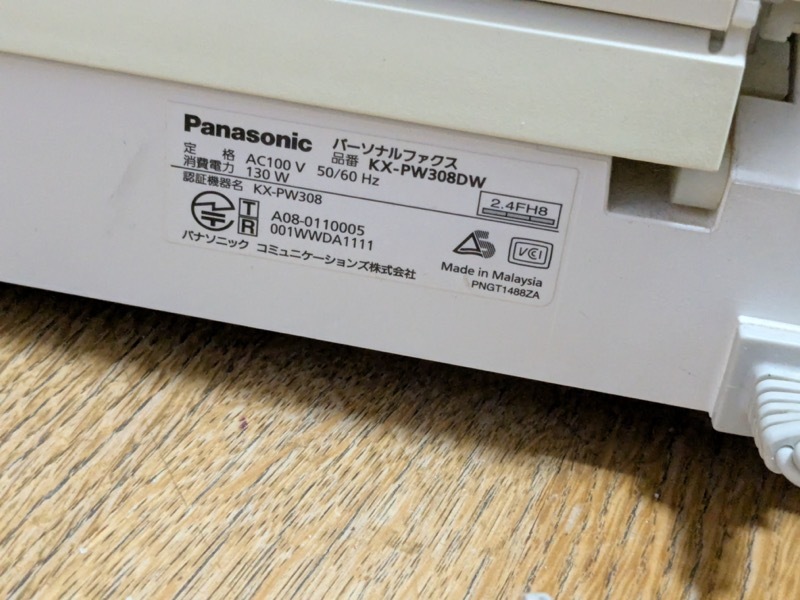 Panasonic パーソナルファクス
品番 KX-PW308DW
定格 AC100 V 50/60 Hz
消費電力 130 W
認証機器名 KX-PW308
2.4FH8
T A08-0110005
R 001WWDA1111
パナソニック コミュニケーションズ株式会社
VCI
Made in Malaysia
PNGT1488ZA